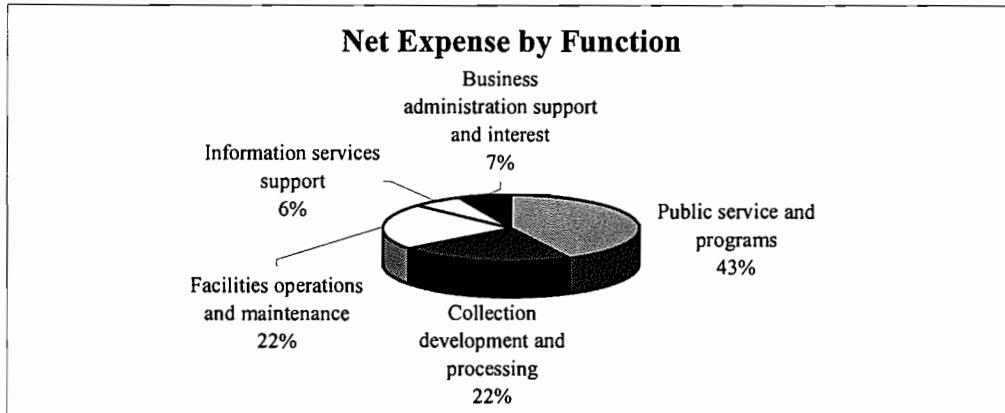 Net Expense by Function
Business
administration support
and interest
7%
Information services
support
6%
Public service and
programs
43%
Facilities operations
and maintenance
22%
Collection
development and
processing
22%